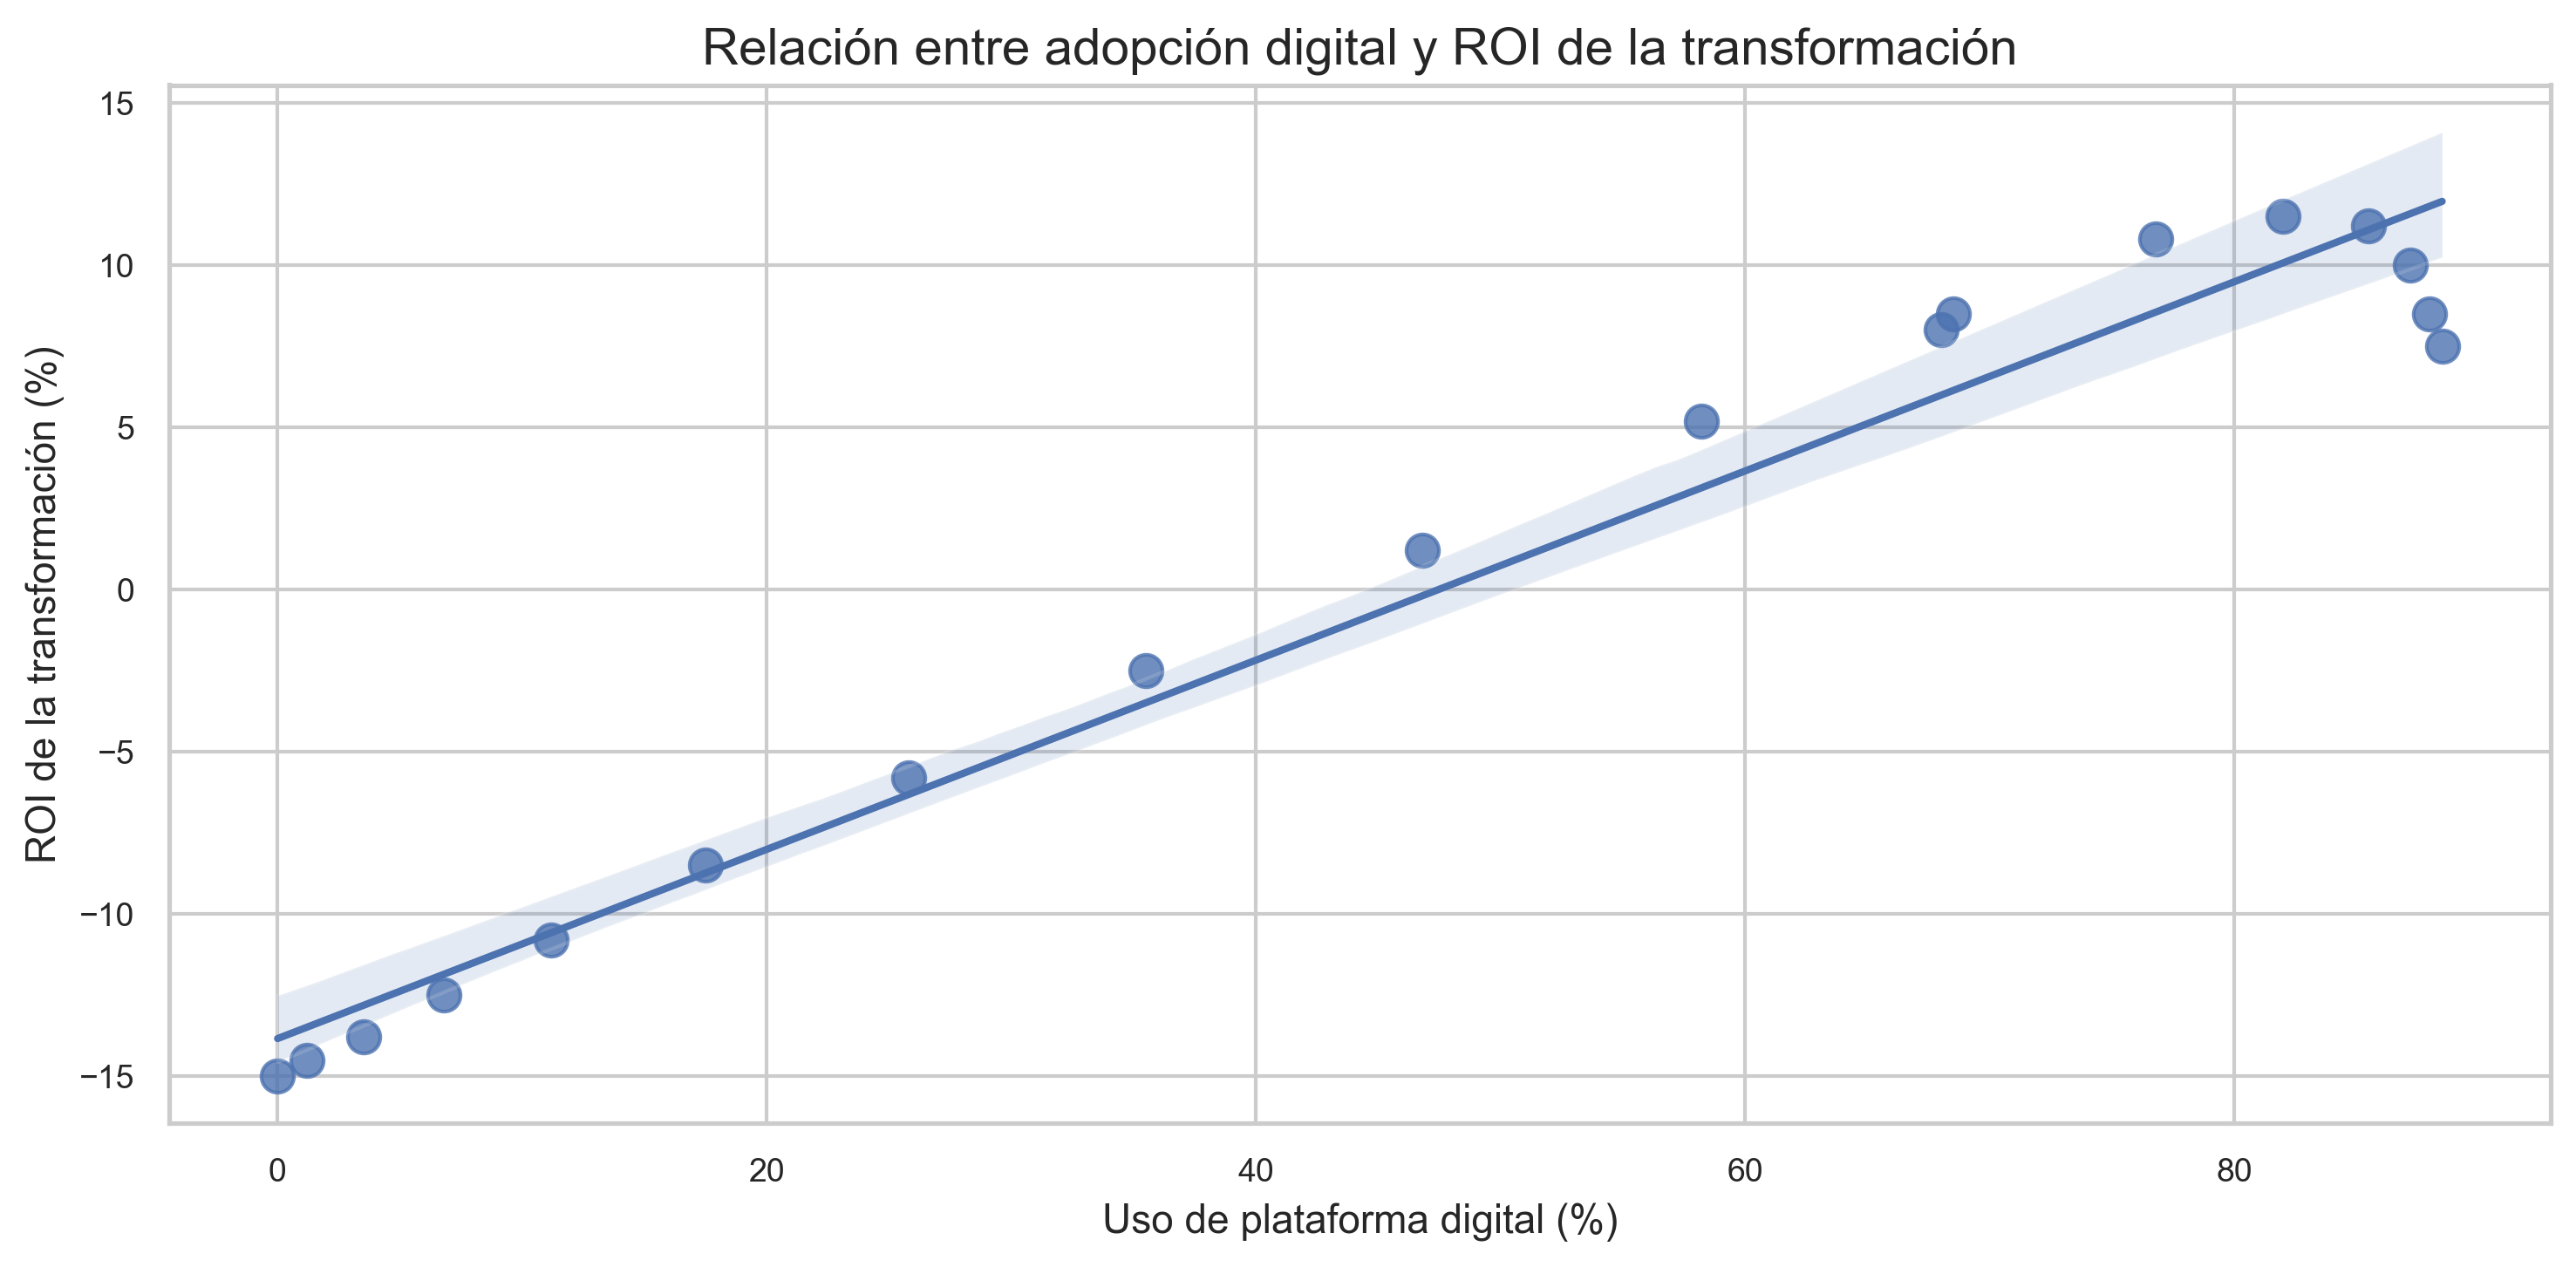 Relación entre adopción digital y ROI de la transformación
15
10
5
0
−5
−10
−15
ROI de la transformación (%)
0 20 40 60 80
Uso de plataforma digital (%)